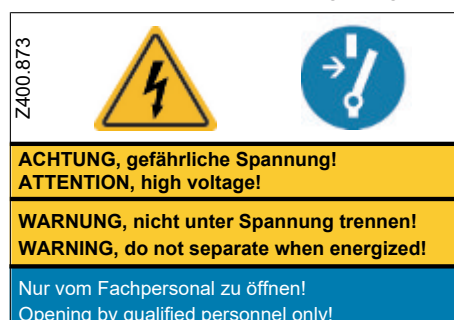 Z400.873
ACHTUNG, gefährliche Spannung!
ATTENTION, high voltage!
WARNUNG, nicht unter Spannung trennen!
WARNING, do not separate when energized!
Nur vom Fachpersonal zu öffnen!
Opening by qualified personnel only!